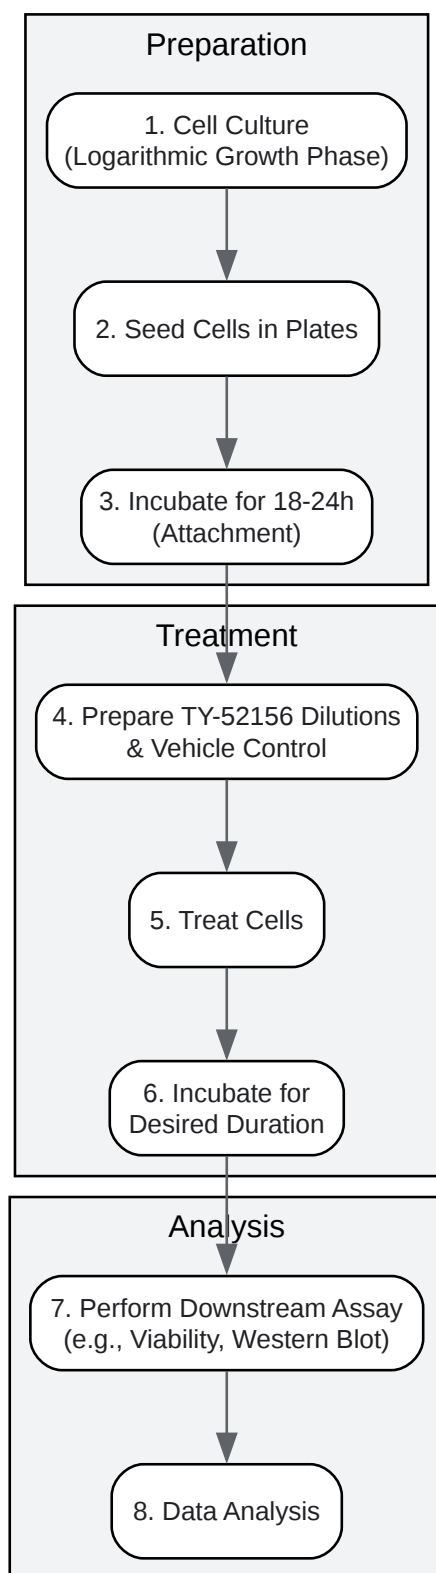 Preparation
1. Cell Culture
(Logarithmic Growth Phase)
2. Seed Cells in Plates
3. Incubate for 18-24h
(Attachment)
Treatment
4. Prepare TY-52156 Dilutions
& Vehicle Control
5. Treat Cells
6. Incubate for
Desired Duration
Analysis
7. Perform Downstream Assay
(e.g., Viability, Western Blot)
8. Data Analysis